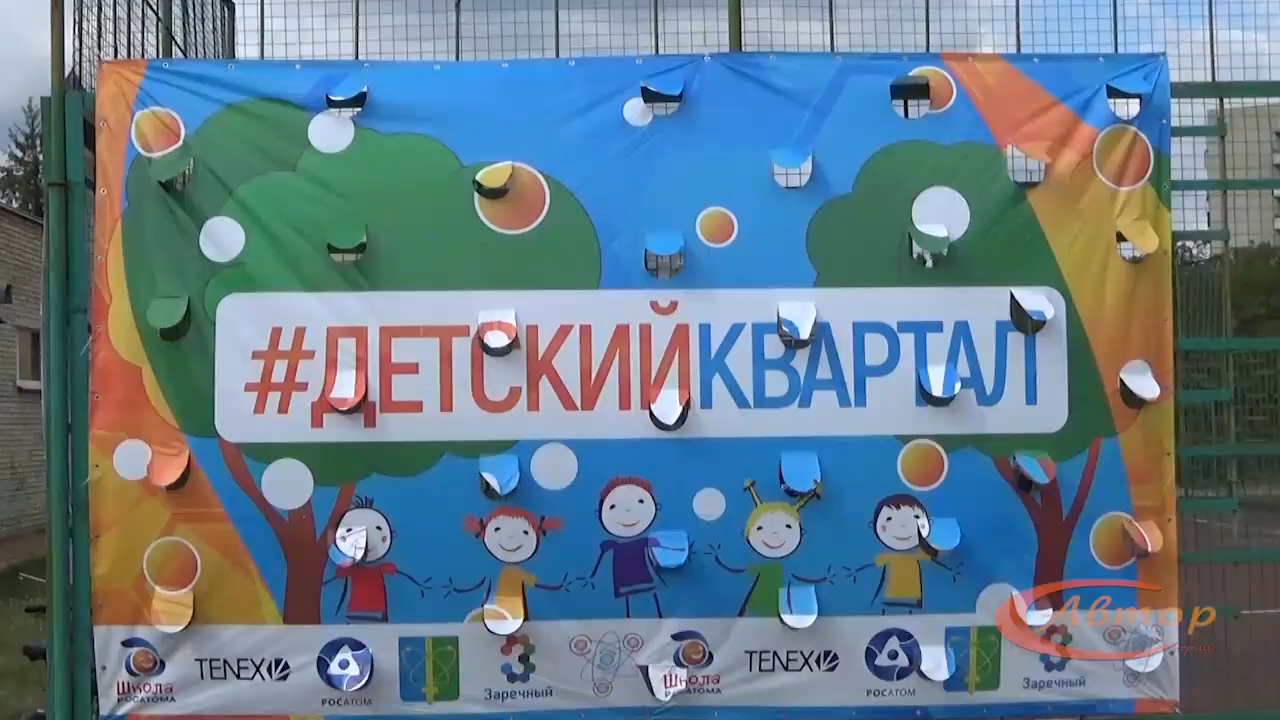 #ДЕТСКИЙКВАРТАЛ
Школа РОСАТОМА
TENEX
РОСАТОМ
Заречный
Школа РОСАТОМА
TENEX
РОСАТОМ
Заречный
Автор